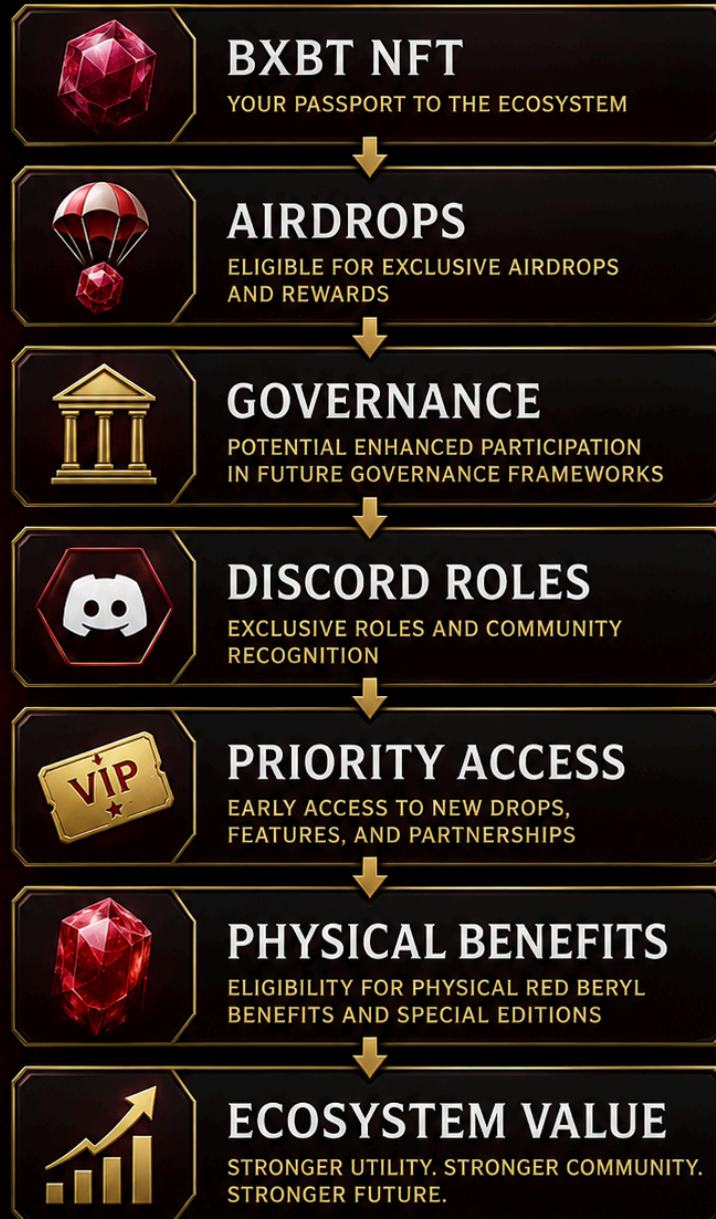 BXBT NFT
YOUR PASSPORT TO THE ECOSYSTEM
AIRDROPS
ELIGIBLE FOR EXCLUSIVE AIRDROPS
AND REWARDS
GOVERNANCE
POTENTIAL ENHANCED PARTICIPATION
IN FUTURE GOVERNANCE FRAMEWORKS
DISCORD ROLES
EXCLUSIVE ROLES AND COMMUNITY
RECOGNITION
VIP
PRIORITY ACCESS
EARLY ACCESS TO NEW DROPS,
FEATURES, AND PARTNERSHIPS
PHYSICAL BENEFITS
ELIGIBILITY FOR PHYSICAL RED BERYL
BENEFITS AND SPECIAL EDITIONS
ECOSYSTEM VALUE
STRONGER UTILITY. STRONGER COMMUNITY.
STRONGER FUTURE.